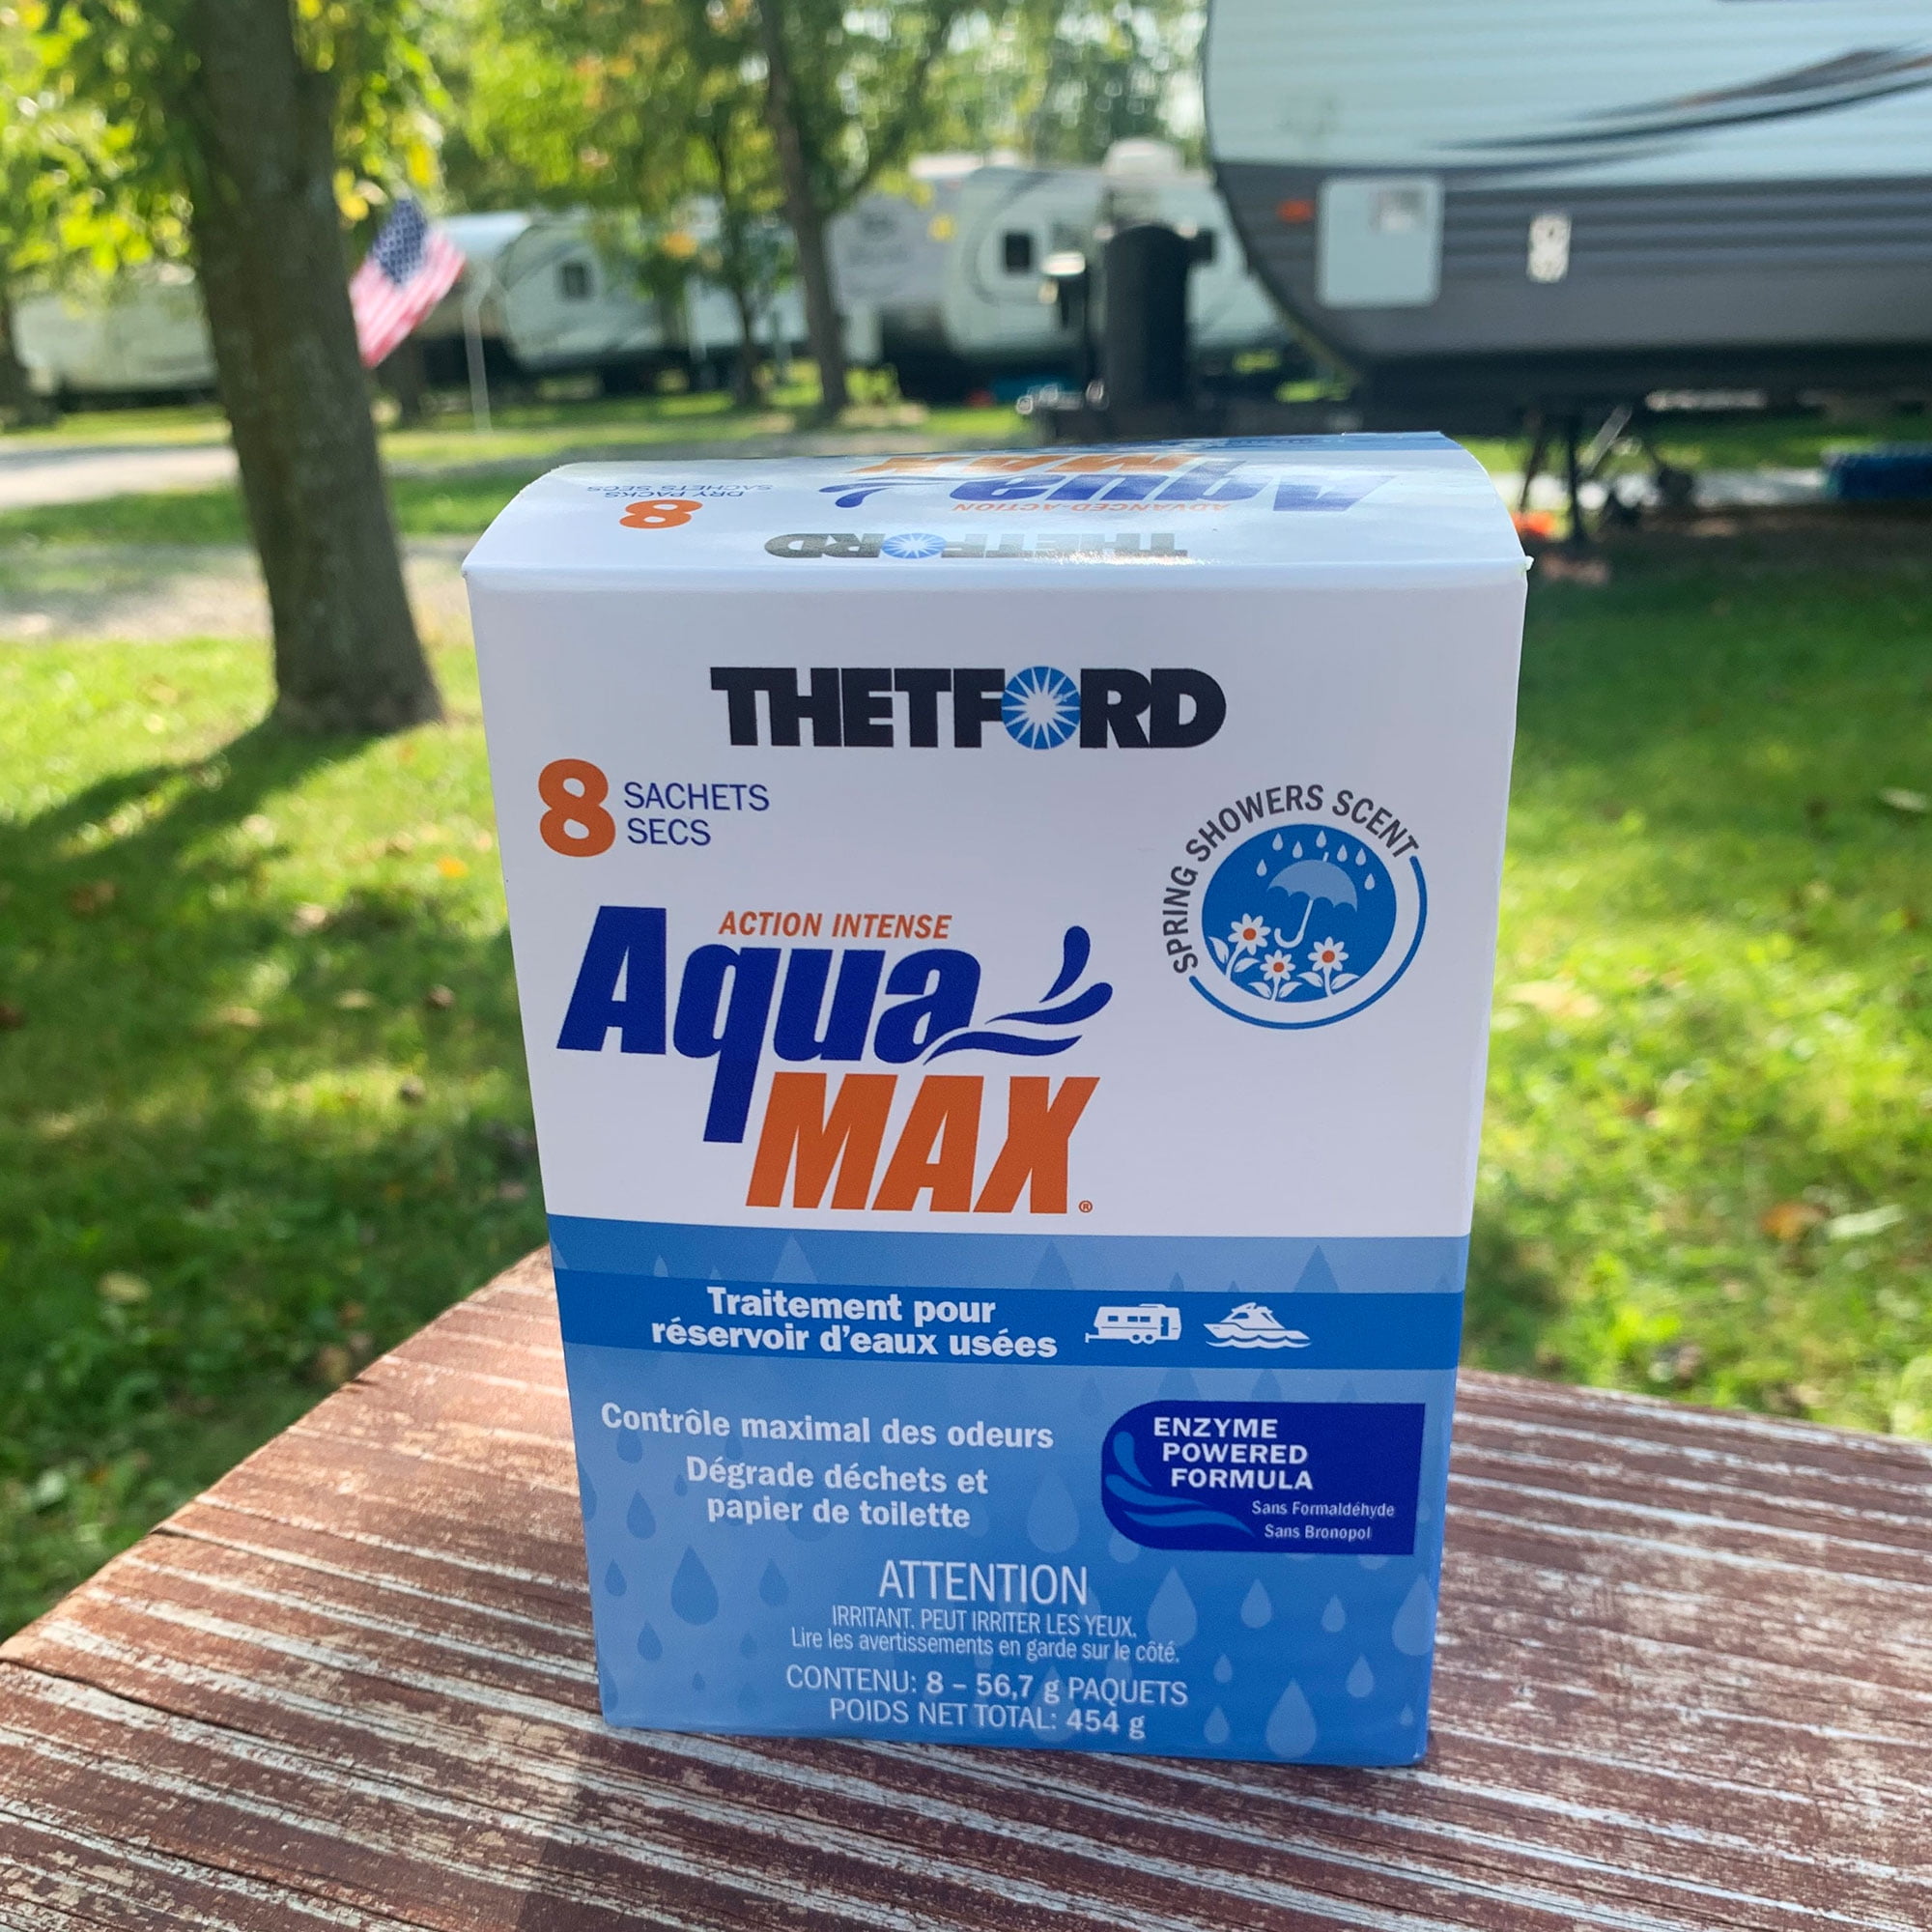 Aqua
MAX
ADVANCED-ACTION
8
DRY PACKS
SACHETS SECS
THETFORD
THETFORD
8
SACHETS
SECS
SPRING SHOWERS SCENT
ACTION INTENSE
Aqua
MAX®
Traitement pour
réservoir d'eaux usées
Contrôle maximal des odeurs
Dégrade déchets et
papier de toilette
ENZYME
POWERED
FORMULA
Sans Formaldéhyde
Sans Bronopol
ATTENTION
IRRITANT. PEUT IRRITER LES YEUX.
Lire les avertissements en garde sur le côté.
CONTENU: 8 – 56,7 g PAQUETS
POIDS NET TOTAL: 454 g